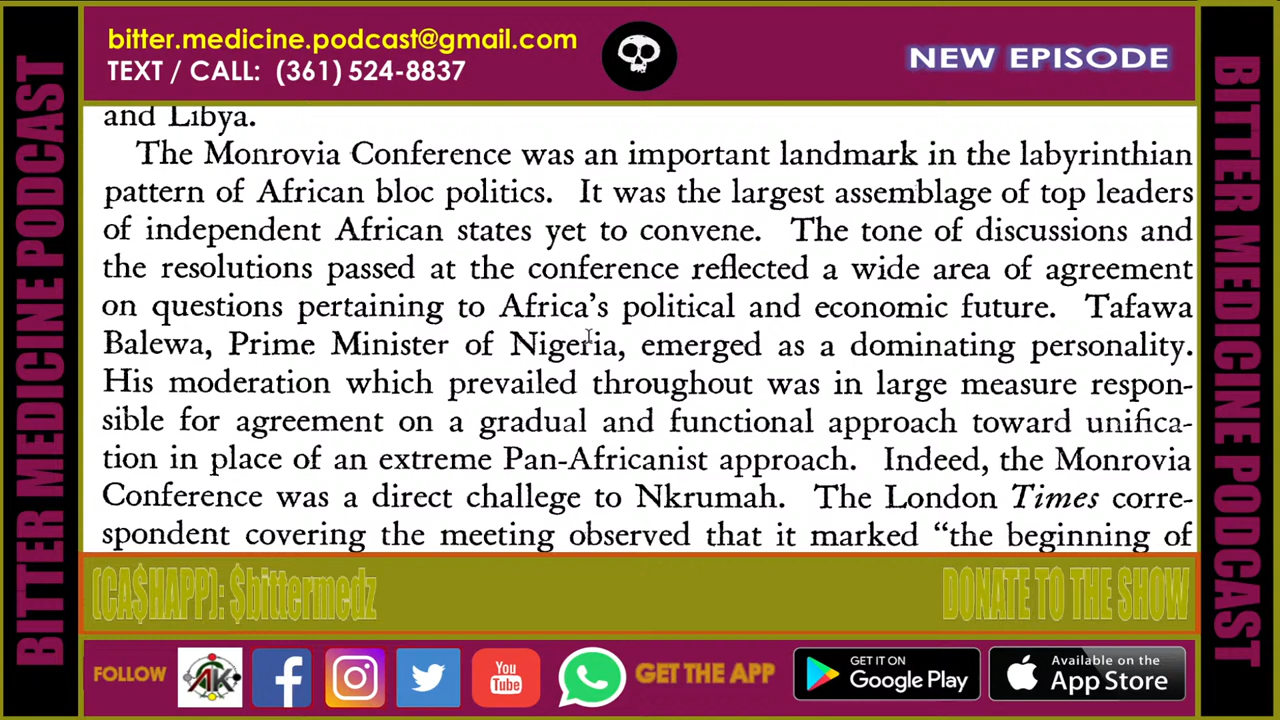 BITTER MEDICINE PODCAST
bitter.medicine.podcast@gmail.com
TEXT / CALL: (361) 524-8837
NEW EPISODE
and Libya.
The Monrovia Conference was an important landmark in the labyrinthian
pattern of African bloc politics. It was the largest assemblage of top leaders
of independent African states yet to convene. The tone of discussions and
the resolutions passed at the conference reflected a wide area of agreement
on questions pertaining to Africa's political and economic future. Tafawa
Balewa, Prime Minister of Nigeria, emerged as a dominating personality.
His moderation which prevailed throughout was in large measure respon-
sible for agreement on a gradual and functional approach toward unifica-
tion in place of an extreme Pan-Africanist approach. Indeed, the Monrovia
Conference was a direct challege to Nkrumah. The London Times corre-
spondent covering the meeting observed that it marked "the beginning of
(CA$HAPP): $bittermedz
DONATE TO THE SHOW
FOLLOW
ATK
You
Tube
GET THE APP
GET IT ON
Google Play
Available on the
App Store
BITTER MEDICINE PODCAST